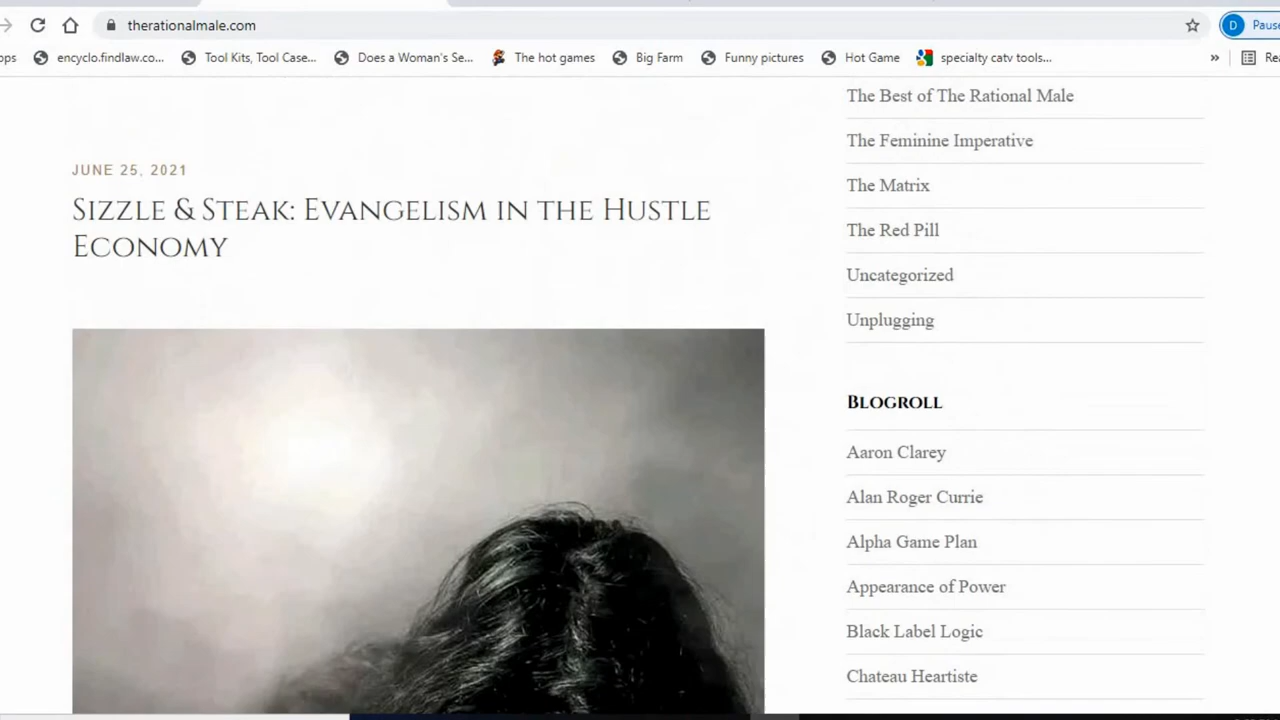 therationalmale.com
D
Pause
ops
encyclo.findlaw.co...
Tool Kits, Tool Case...
Does a Woman's Se...
The hot games
Big Farm
Funny pictures
Hot Game
specialty catv tools...
»
Rea
JUNE 25, 2021
Sizzle & Steak: Evangelism in the Hustle
Economy
The Best of The Rational Male
The Feminine Imperative
The Matrix
The Red Pill
Uncategorized
Unplugging
Blogroll
Aaron Clarey
Alan Roger Currie
Alpha Game Plan
Appearance of Power
Black Label Logic
Chateau Heartiste